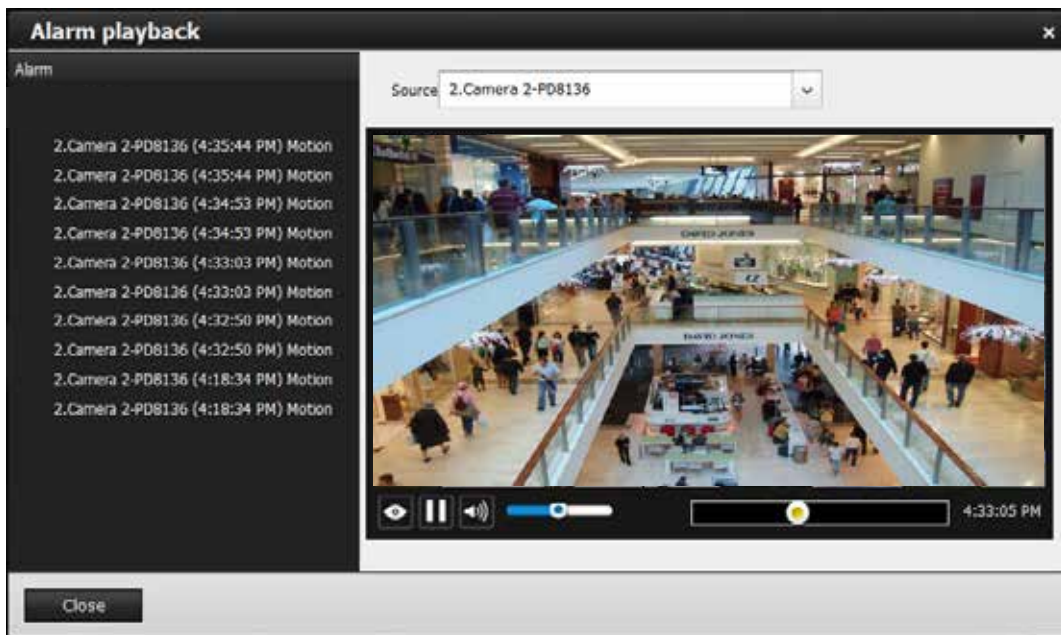 Alarm playback
Alarm
Source 2.Camera 2-PD8136
2.Camera 2-PD8136 (4:35:44 PM) Motion
2.Camera 2-PD8136 (4:35:44 PM) Motion
2.Camera 2-PD8136 (4:34:53 PM) Motion
2.Camera 2-PD8136 (4:34:53 PM) Motion
2.Camera 2-PD8136 (4:33:03 PM) Motion
2.Camera 2-PD8136 (4:33:03 PM) Motion
2.Camera 2-PD8136 (4:32:50 PM) Motion
2.Camera 2-PD8136 (4:32:50 PM) Motion
2.Camera 2-PD8136 (4:18:34 PM) Motion
2.Camera 2-PD8136 (4:18:34 PM) Motion
DAVID JONES
DAVID JONES
4:33:05 PM
Close